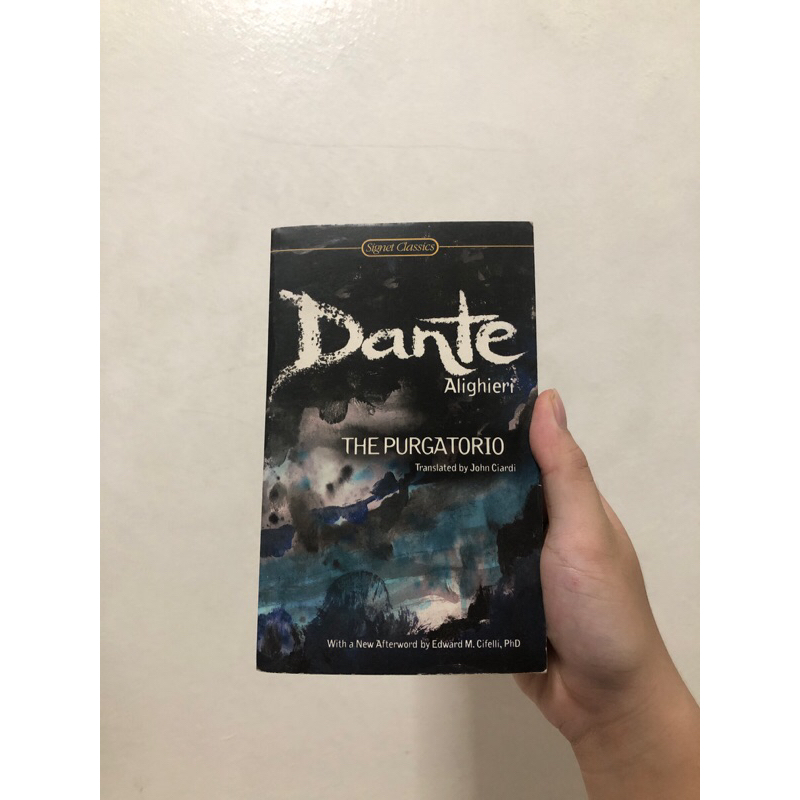 Signet Classics
Dante
Alighieri
THE PURGATORIO
Translated by John Ciardi
With a New Afterword by Edward M. Cifelli, PhD